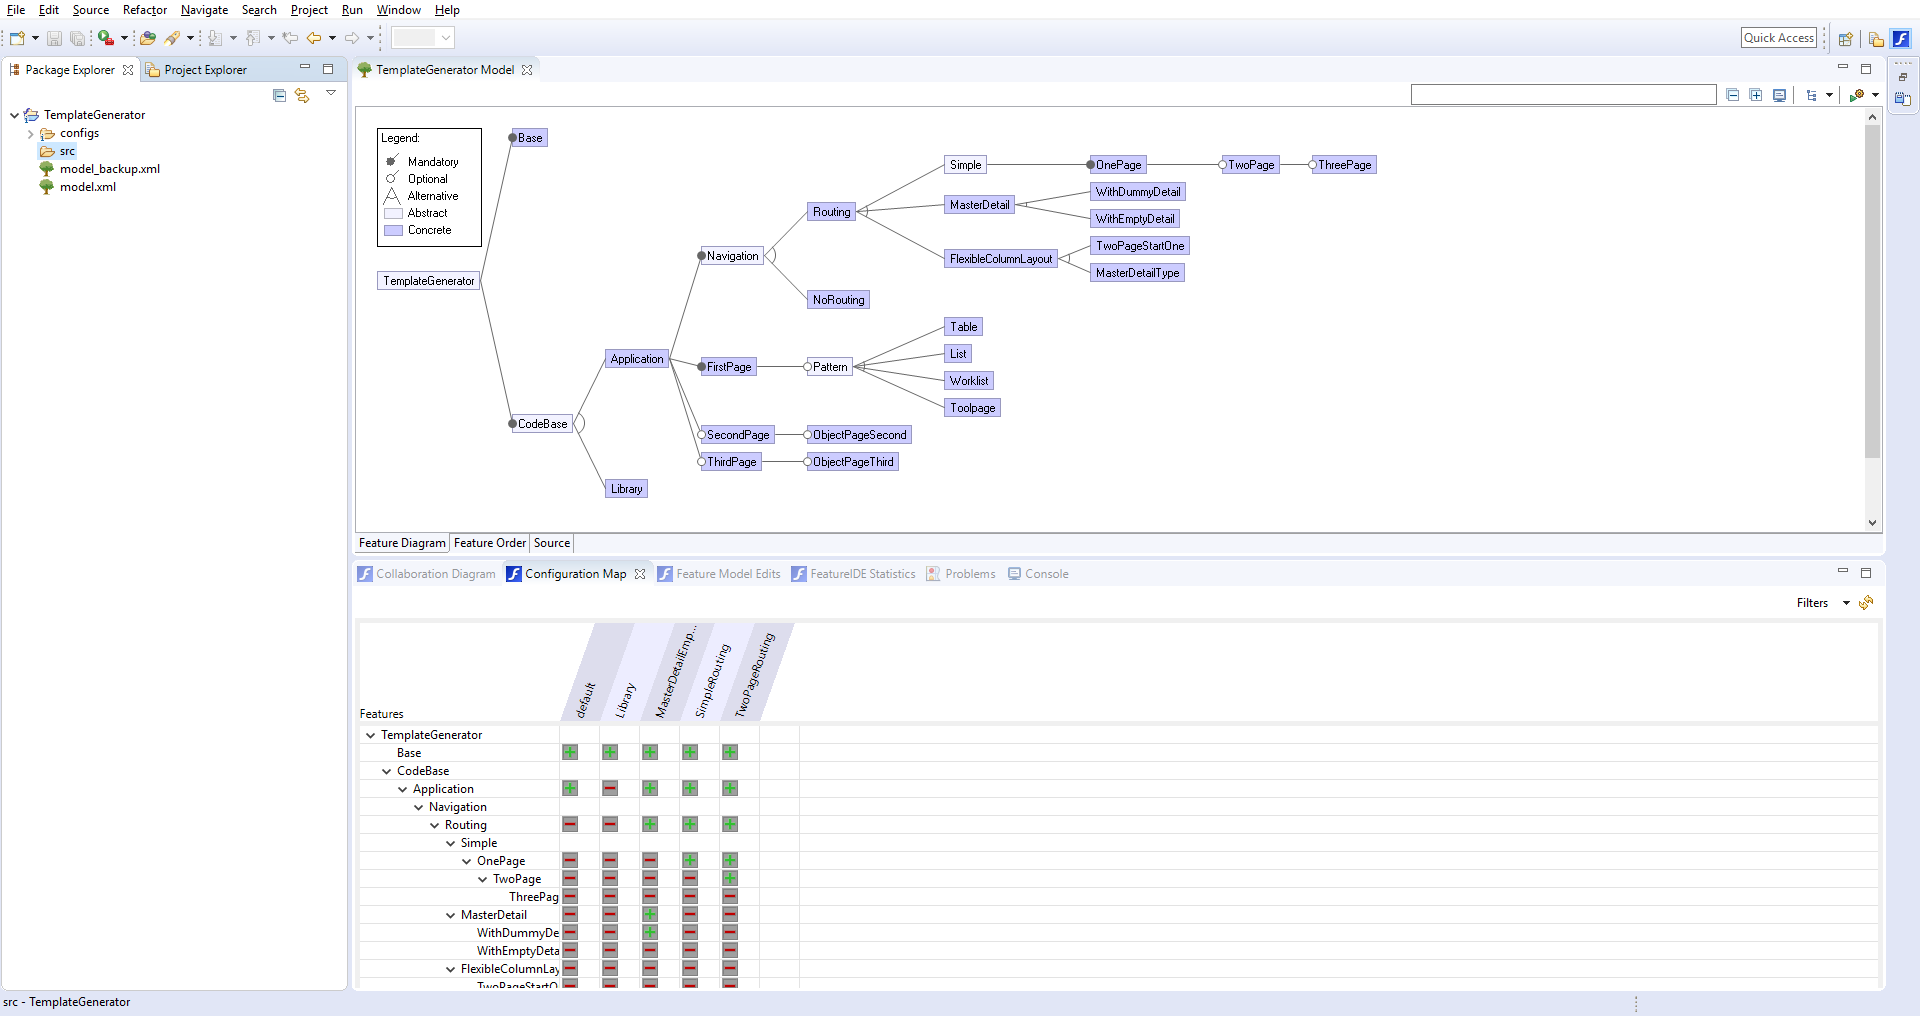 File Edit Source Refactor Navigate Search Project Run Window Help
Quick Access
Package Explorer
Project Explorer
TemplateGenerator
configs
src
model_backup.xml
model.xml
TemplateGenerator Model
Legend:
Mandatory
Optional
Alternative
Abstract
Concrete
Base
TemplateGenerator
CodeBase
Application
Library
Navigation
Routing
NoRouting
Simple
OnePage
TwoPage
ThreePage
MasterDetail
WithDummyDetail
WithEmptyDetail
FlexibleColumnLayout
TwoPageStartOne
MasterDetailType
FirstPage
Pattern
Table
List
Worklist
Toolpage
SecondPage
ObjectPageSecond
ThirdPage
ObjectPageThird
Feature Diagram Feature Order Source
Collaboration Diagram Configuration Map Feature Model Edits FeatureIDE Statistics Problems Console
Filters
Features
default
Library
MasterDetailEmp...
SimpleRouting
TwoPageRouting
TemplateGenerator
Base
CodeBase
Application
Navigation
Routing
Simple
OnePage
TwoPage
ThreePag
MasterDetail
WithDummyDe
WithEmptyDeta
FlexibleColumnLay
TwoPageStartO
src - TemplateGenerator